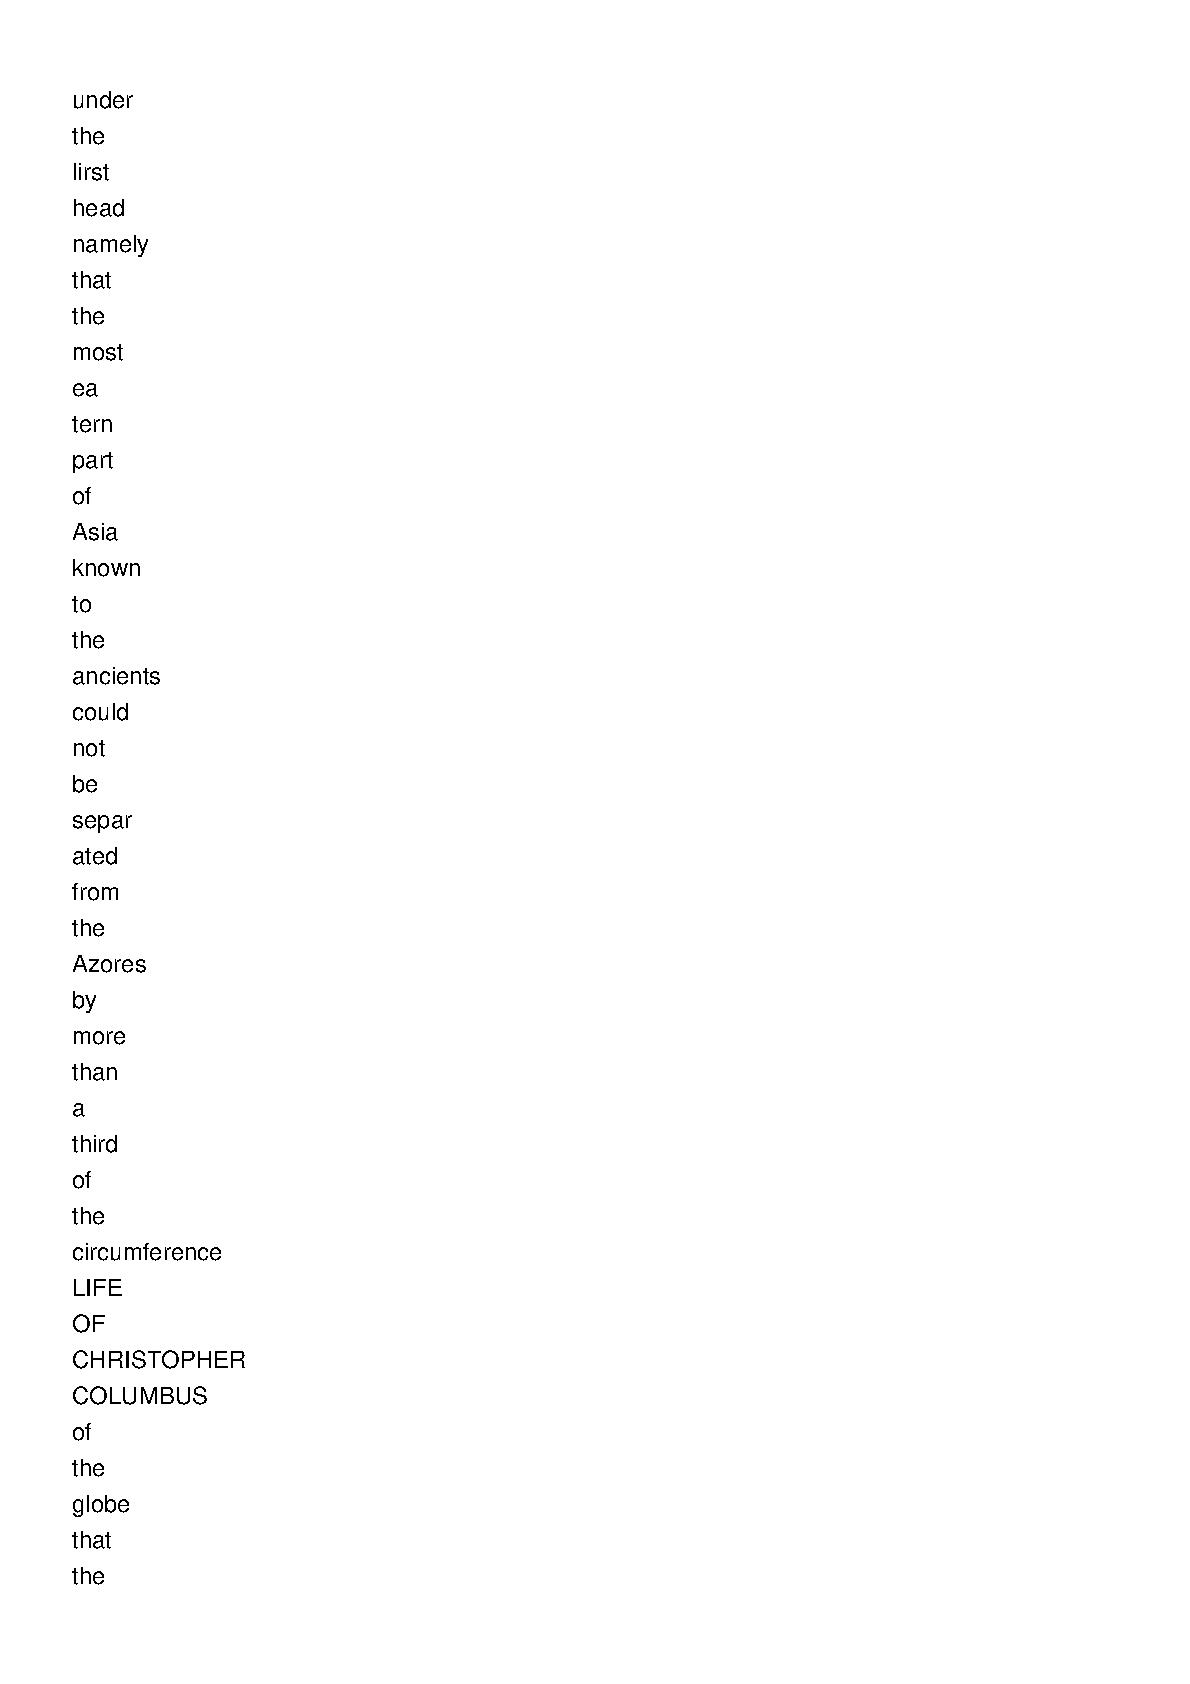 under
the
lirst
head
namely
that
the
most
ea
tern
part
of
Asia
known
to
the
ancients
could
not
be
separ
ated
from
the
Azores
by
more
than
a
third
of
the
circumference
LIFE
OF
CHRISTOPHER
COLUMBUS
of
the
globe
that
the